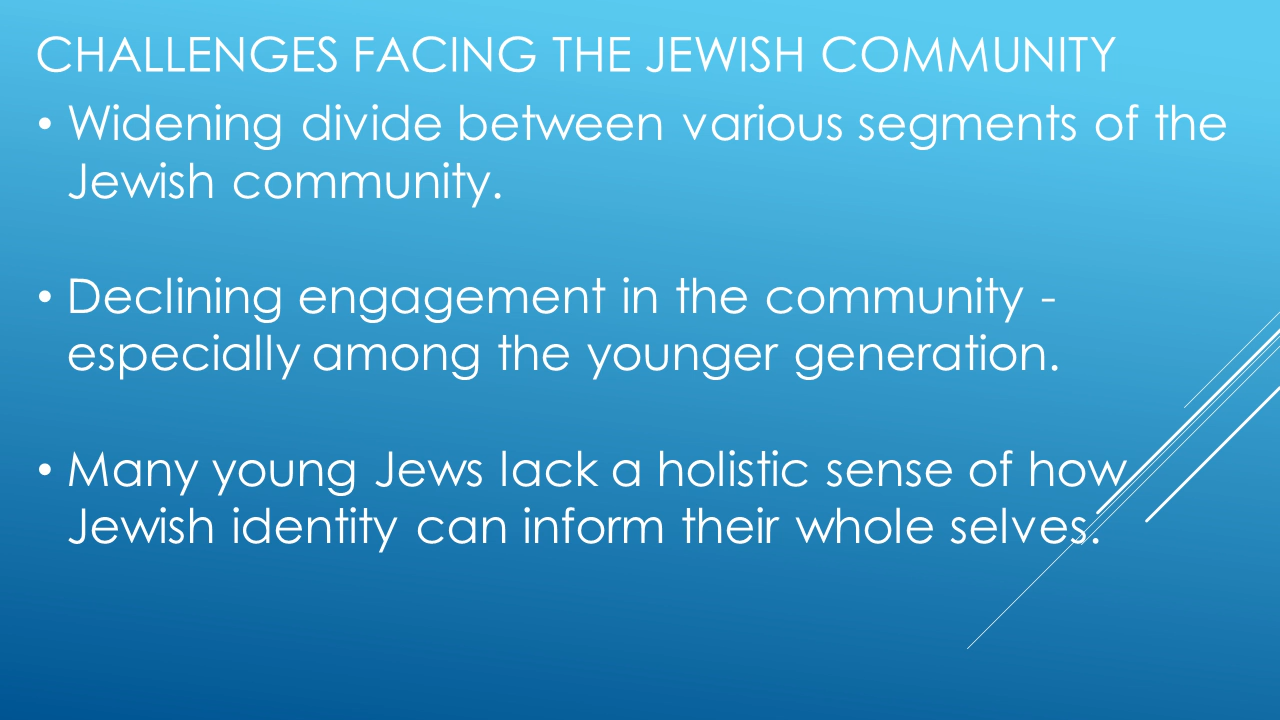 CHALLENGES FACING THE JEWISH COMMUNITY
• Widening divide between various segments of the
Jewish community.
• Declining engagement in the community -
especially among the younger generation.
• Many young Jews lack a holistic sense of how
Jewish identity can inform their whole selves.